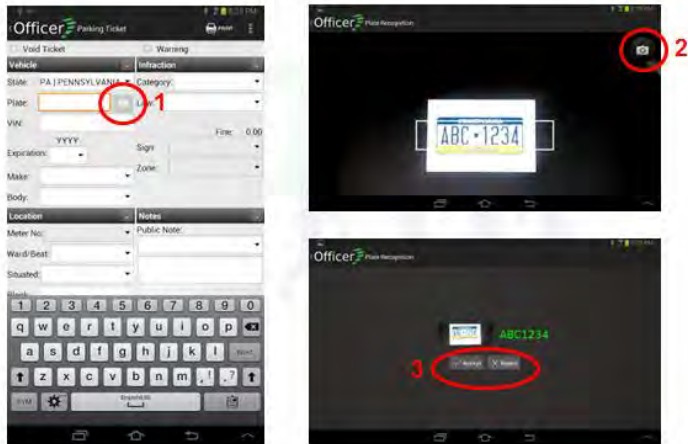 Officer Parking Ticket
PRINT
Void Ticket
Warning
Vehicle
Infraction
State: PA | PENNSYLVANIA
Category:
Plate:
1
Law:
VIN:
YYYY
Fine: 0.00
Expiration:
Sign:
Make:
Zone:
Body:
Location
Notes
Meter No:
Public Note:
Ward/Beat:
Situated:
1 2 3 4 5 6 7 8 9 0
q w e r t y u i o p
a s d f g h j k l Next
z x c v b n m , ! . ?
SYM
Officer Plate Recognition
2
PENNSYLVANIA
ABC·1234
Officer Plate Recognition
ABC1234
3
Accept